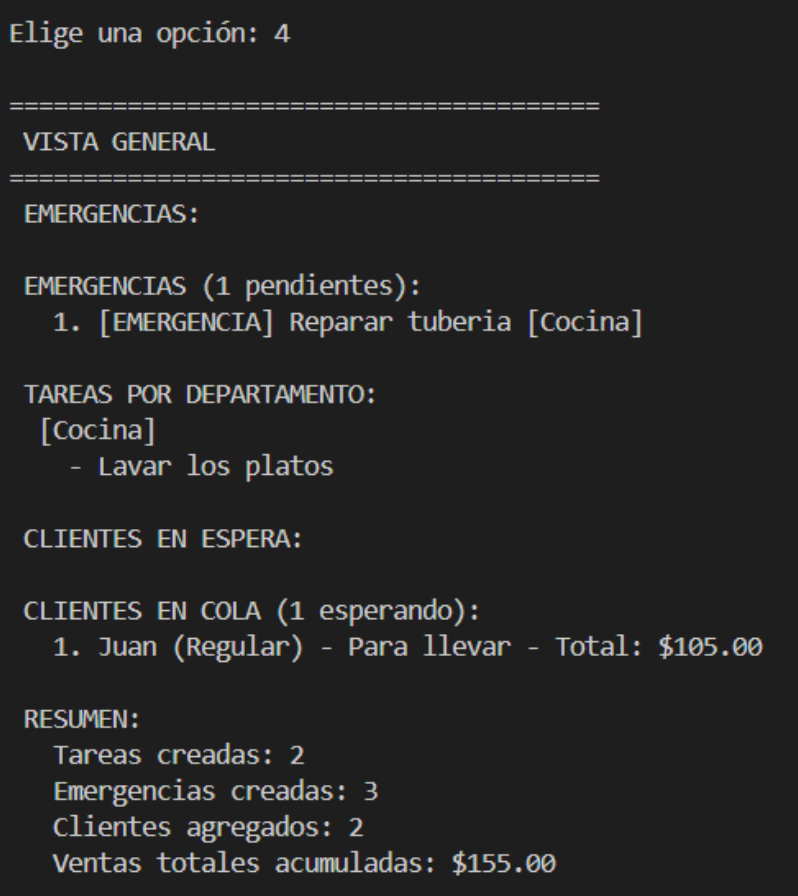 Elige una opción: 4
========================================
VISTA GENERAL
========================================
EMERGENCIAS:
EMERGENCIAS (1 pendientes):
1. [EMERGENCIA] Reparar tuberia [Cocina]
TAREAS POR DEPARTAMENTO:
[Cocina]
- Lavar los platos
CLIENTES EN ESPERA:
CLIENTES EN COLA (1 esperando):
1. Juan (Regular) - Para llevar - Total: $105.00
RESUMEN:
Tareas creadas: 2
Emergencias creadas: 3
Clientes agregados: 2
Ventas totales acumuladas: $155.00